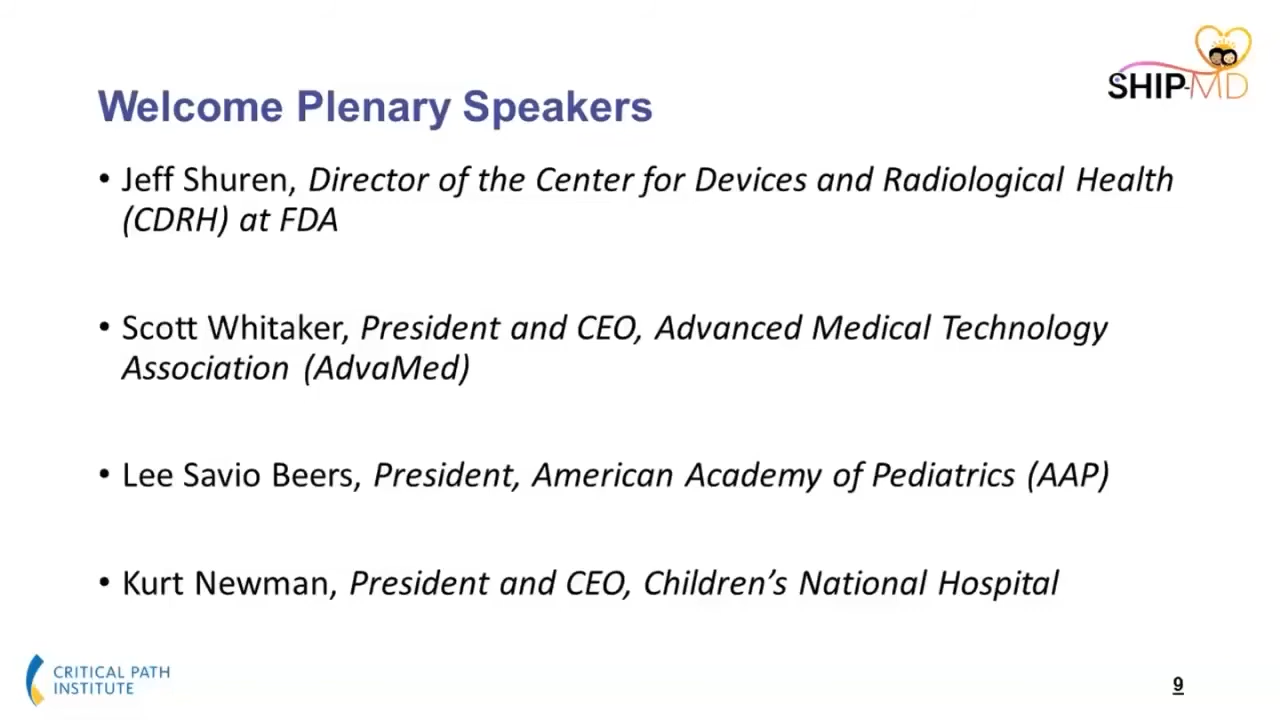 SHIP-MD
Welcome Plenary Speakers
• Jeff Shuren, Director of the Center for Devices and Radiological Health
(CDRH) at FDA
• Scott Whitaker, President and CEO, Advanced Medical Technology
Association (AdvaMed)
• Lee Savio Beers, President, American Academy of Pediatrics (AAP)
• Kurt Newman, President and CEO, Children’s National Hospital
CRITICAL PATH
INSTITUTE
9